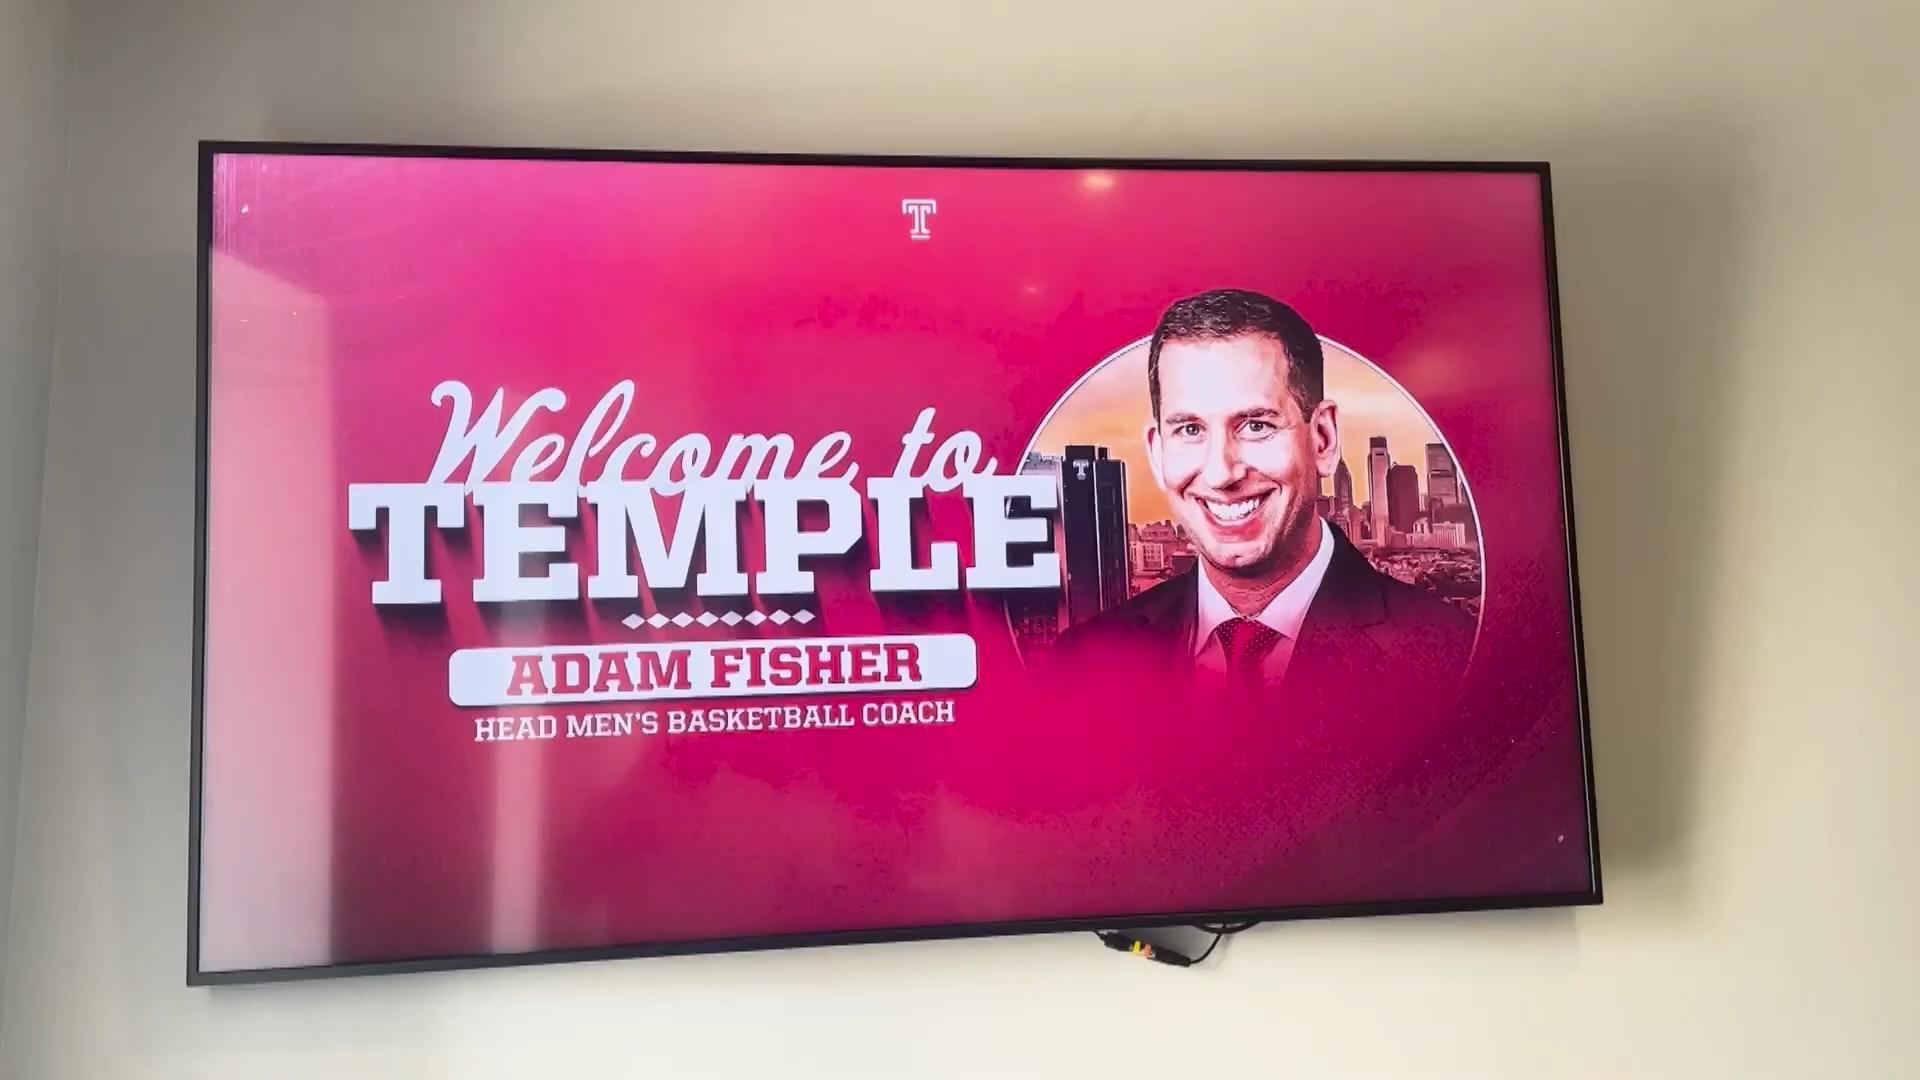 T
Welcome to
TEMPLE
T
ADAM FISHER
HEAD MEN'S BASKETBALL COACH